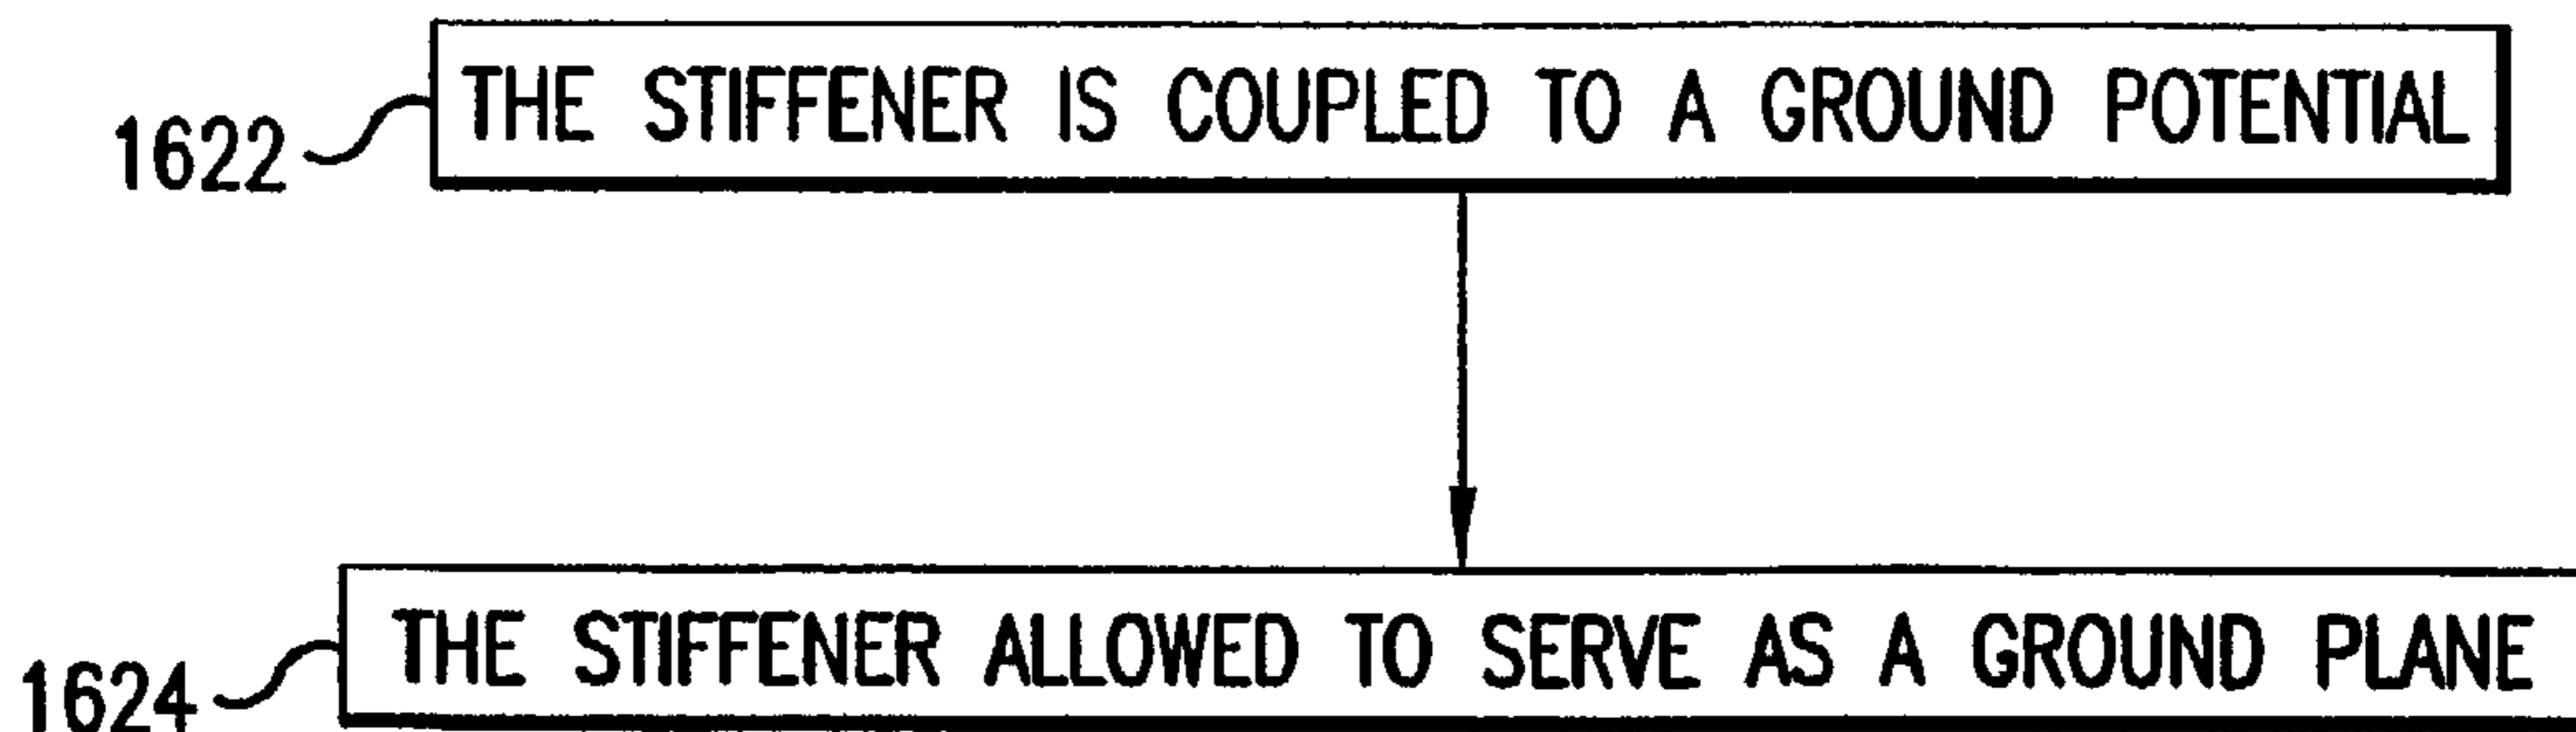 1622 THE STIFFENER IS COUPLED TO A GROUND POTENTIAL
1624 THE STIFFENER ALLOWED TO SERVE AS A GROUND PLANE